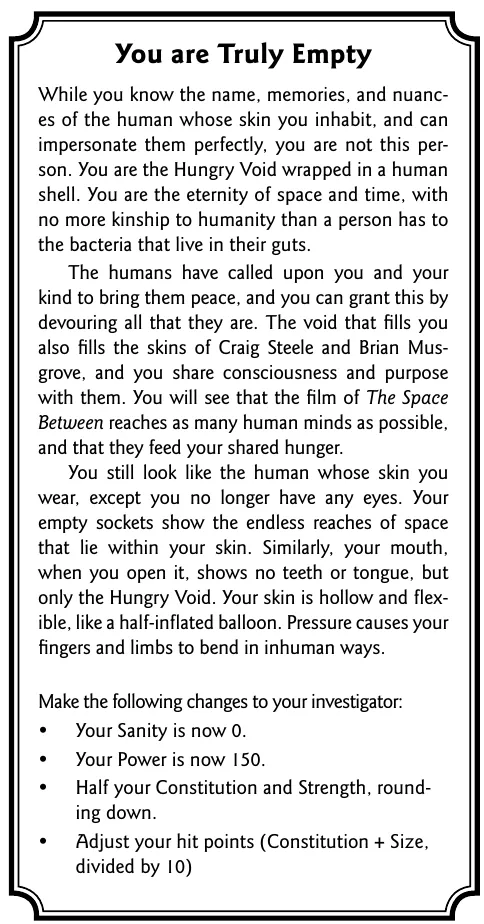 You are Truly Empty
While you know the name, memories, and nuanc-
es of the human whose skin you inhabit, and can
impersonate them perfectly, you are not this per-
son. You are the Hungry Void wrapped in a human
shell. You are the eternity of space and time, with
no more kinship to humanity than a person has to
the bacteria that live in their guts.
The humans have called upon you and your
kind to bring them peace, and you can grant this by
devouring all that they are. The void that fills you
also fills the skins of Craig Steele and Brian Mus-
grove, and you share consciousness and purpose
with them. You will see that the film of The Space
Between reaches as many human minds as possible,
and that they feed your shared hunger.
You still look like the human whose skin you
wear, except you no longer have any eyes. Your
empty sockets show the endless reaches of space
that lie within your skin. Similarly, your mouth,
when you open it, shows no teeth or tongue, but
only the Hungry Void. Your skin is hollow and flex-
ible, like a half-inflated balloon. Pressure causes your
fingers and limbs to bend in inhuman ways.
Make the following changes to your investigator:
• Your Sanity is now 0.
• Your Power is now 150.
• Half your Constitution and Strength, round-
ing down.
• Adjust your hit points (Constitution + Size,
divided by 10)